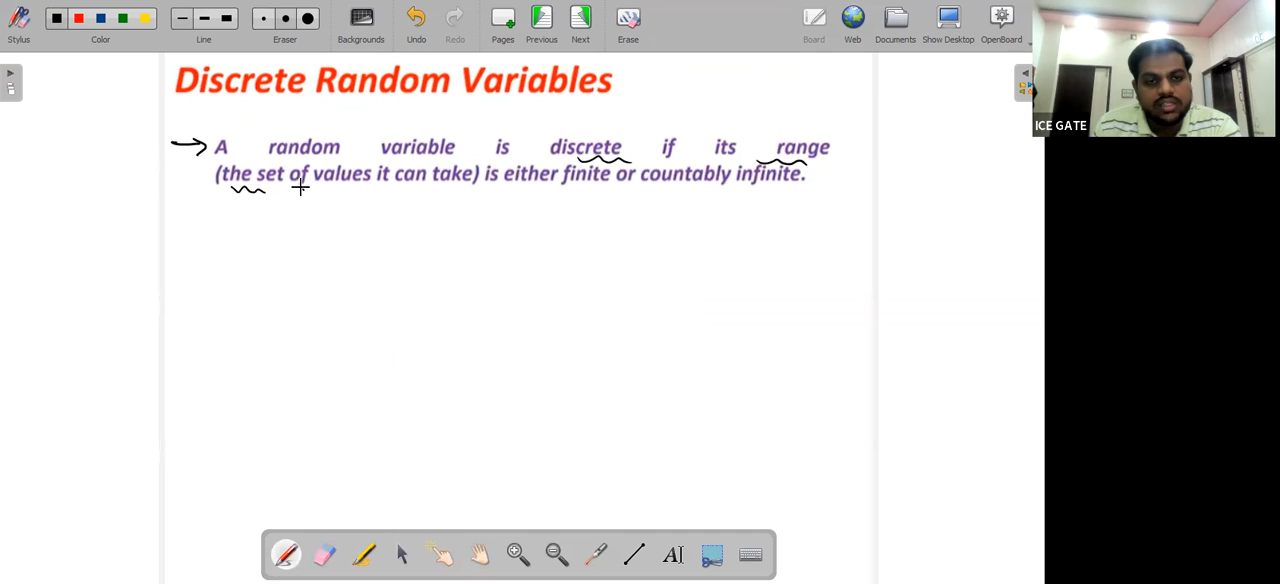 Stylus Color Line Eraser Backgrounds Undo Redo Pages Previous Next Erase Board Web Documents Show Desktop OpenBoard
Discrete Random Variables
A random variable is discrete if its range
(the set of values it can take) is either finite or countably infinite.
ICE GATE
AI